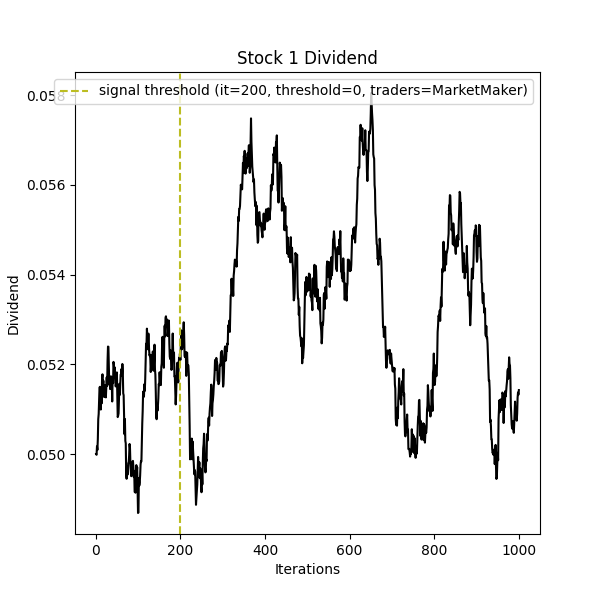 Stock 1 Dividend
signal threshold (it=200, threshold=0, traders=MarketMaker)
0.058
0.056
0.054
0.052
0.050
Dividend
0 200 400 600 800 1000
Iterations